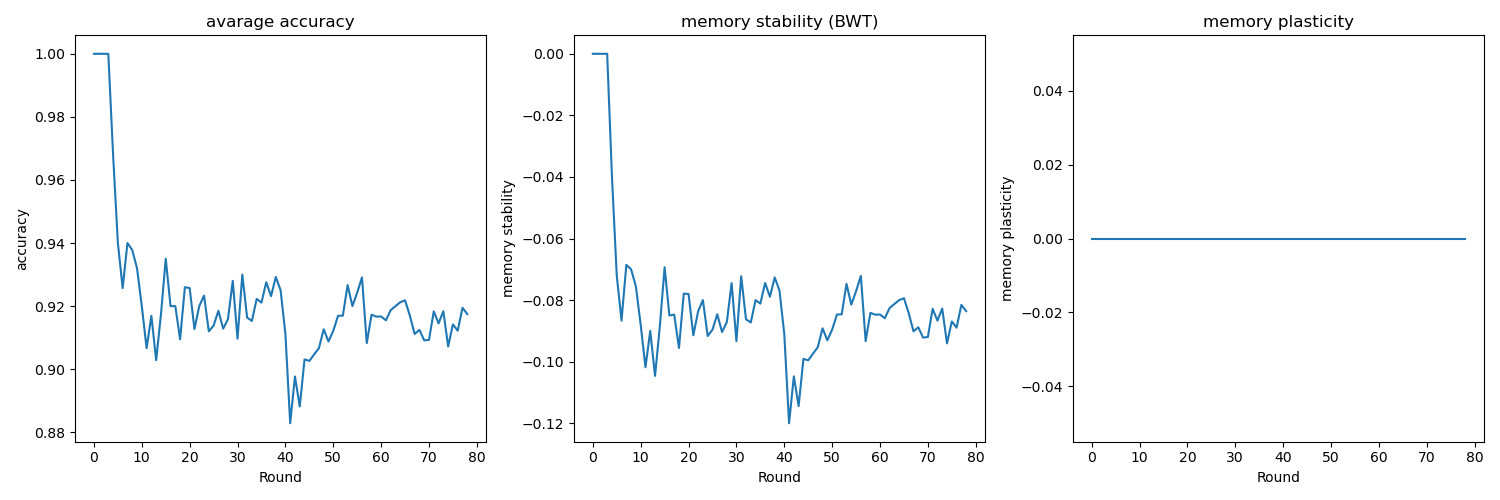 avarage accuracy
accuracy
1.00
0.98
0.96
0.94
0.92
0.90
0.88
0 10 20 30 40 50 60 70 80
Round
memory stability (BWT)
memory stability
0.00
−0.02
−0.04
−0.06
−0.08
−0.10
−0.12
0 10 20 30 40 50 60 70 80
Round
memory plasticity
memory plasticity
0.04
0.02
0.00
−0.02
−0.04
0 10 20 30 40 50 60 70 80
Round